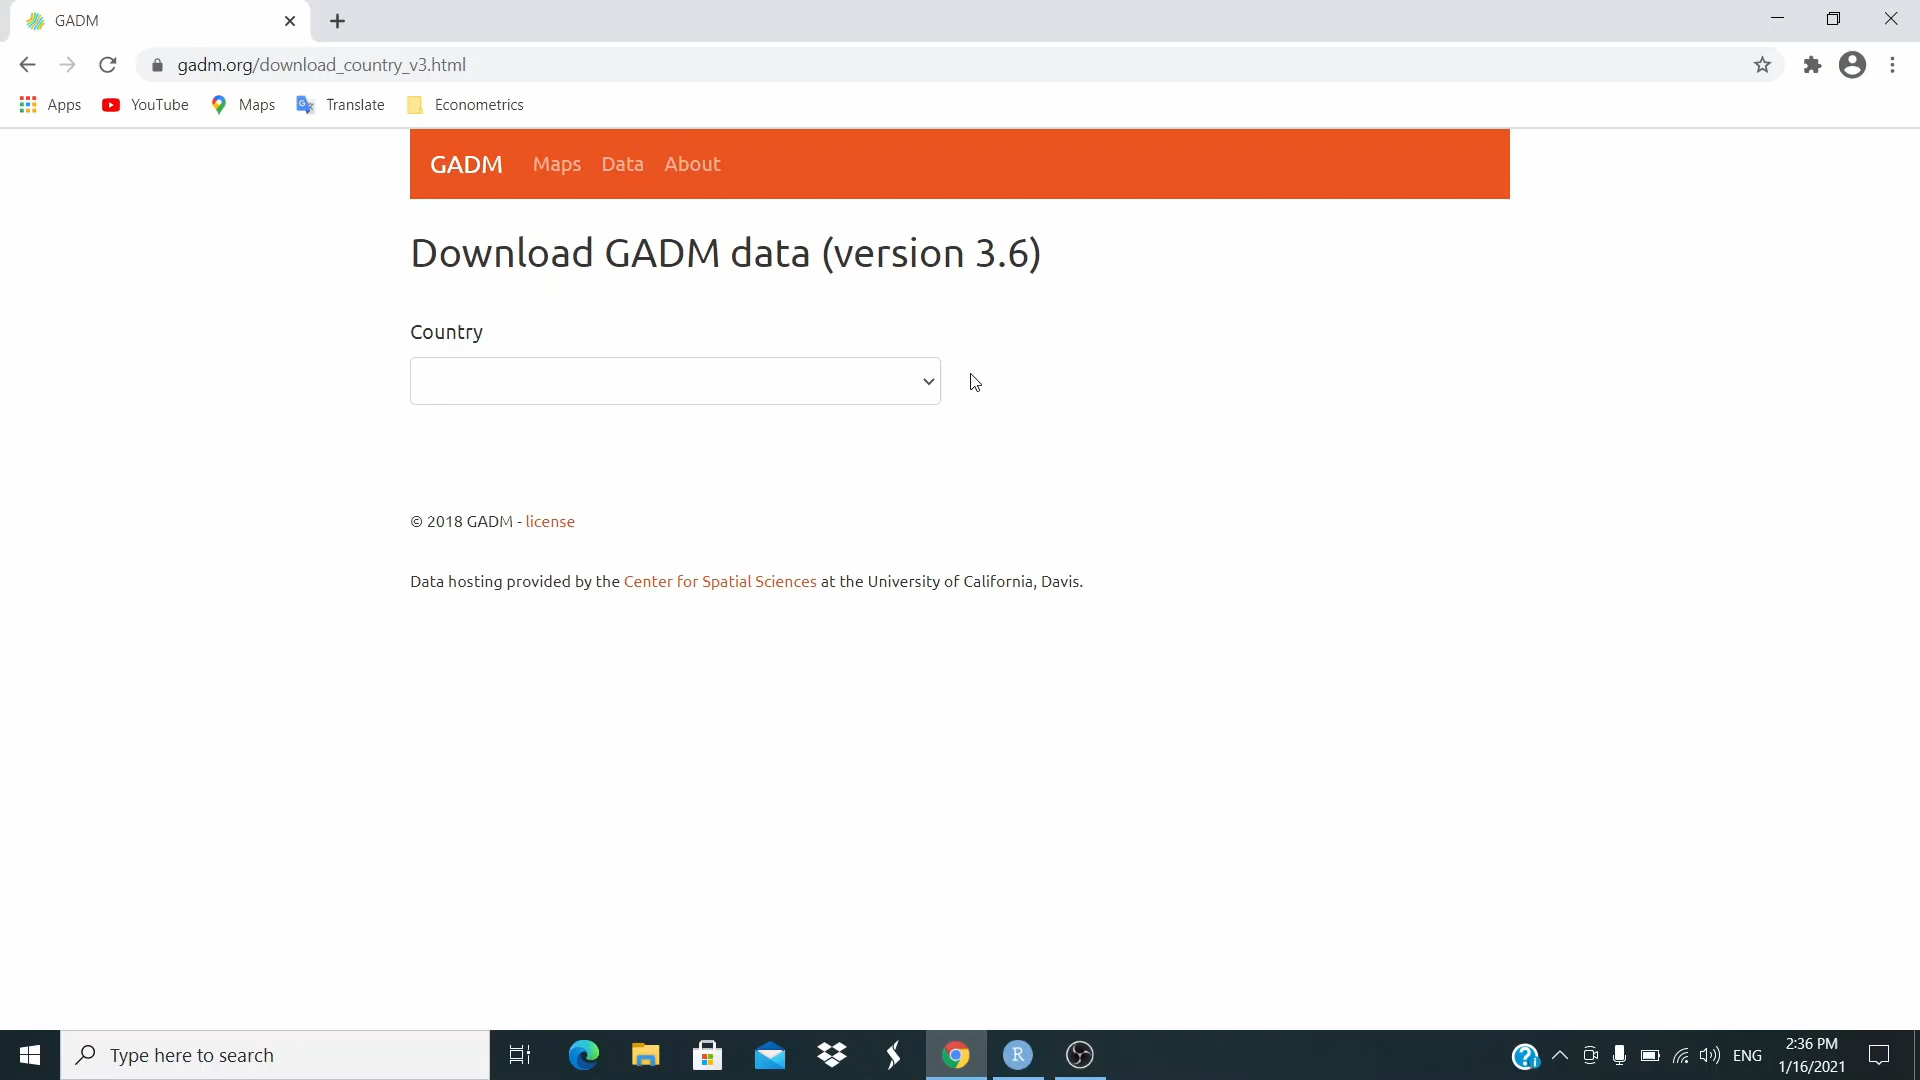 GADM
gadm.org/download_country_v3.html
Apps YouTube Maps Translate Econometrics
GADM Maps Data About
Download GADM data (version 3.6)
Country
© 2018 GADM - license
Data hosting provided by the Center for Spatial Sciences at the University of California, Davis.
Type here to search
R
ENG
2:36 PM
1/16/2021